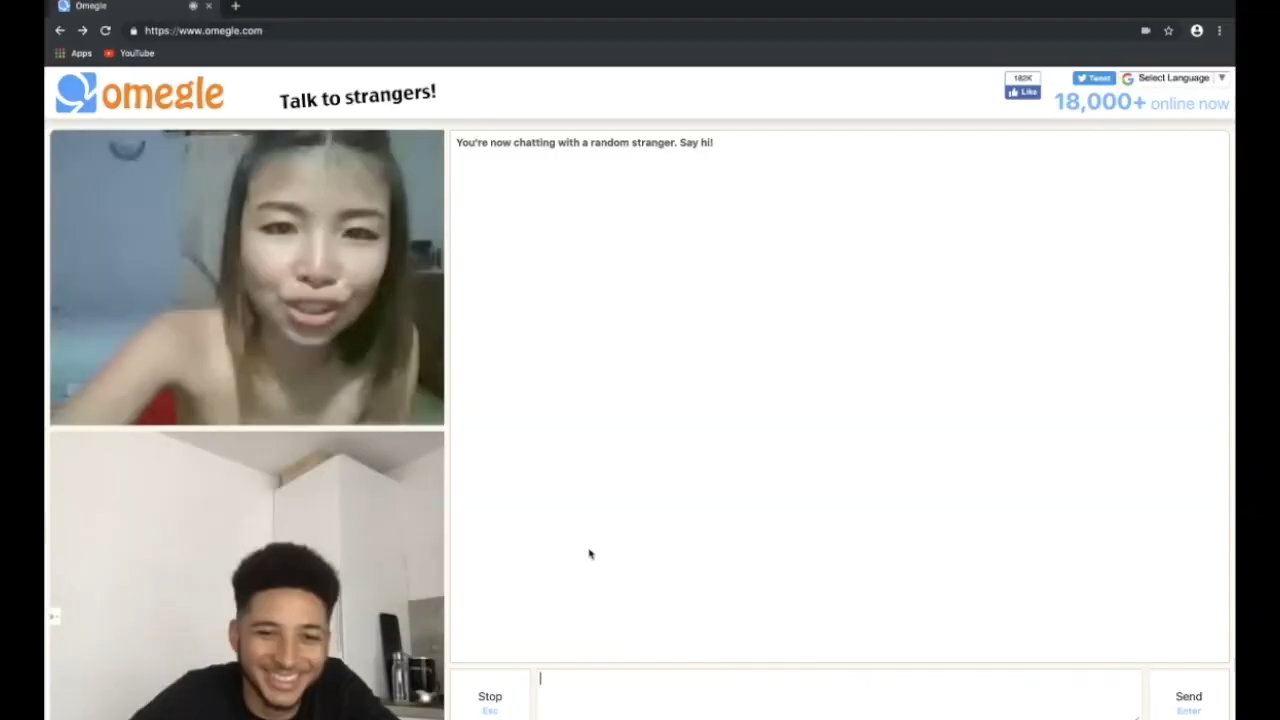 Omegle
https://www.omegle.com
Apps
YouTube
omegle
Talk to strangers!
182K
Like
Tweet
Select Language
18,000+ online now
You're now chatting with a random stranger. Say hi!
Stop
Esc
Send
Enter